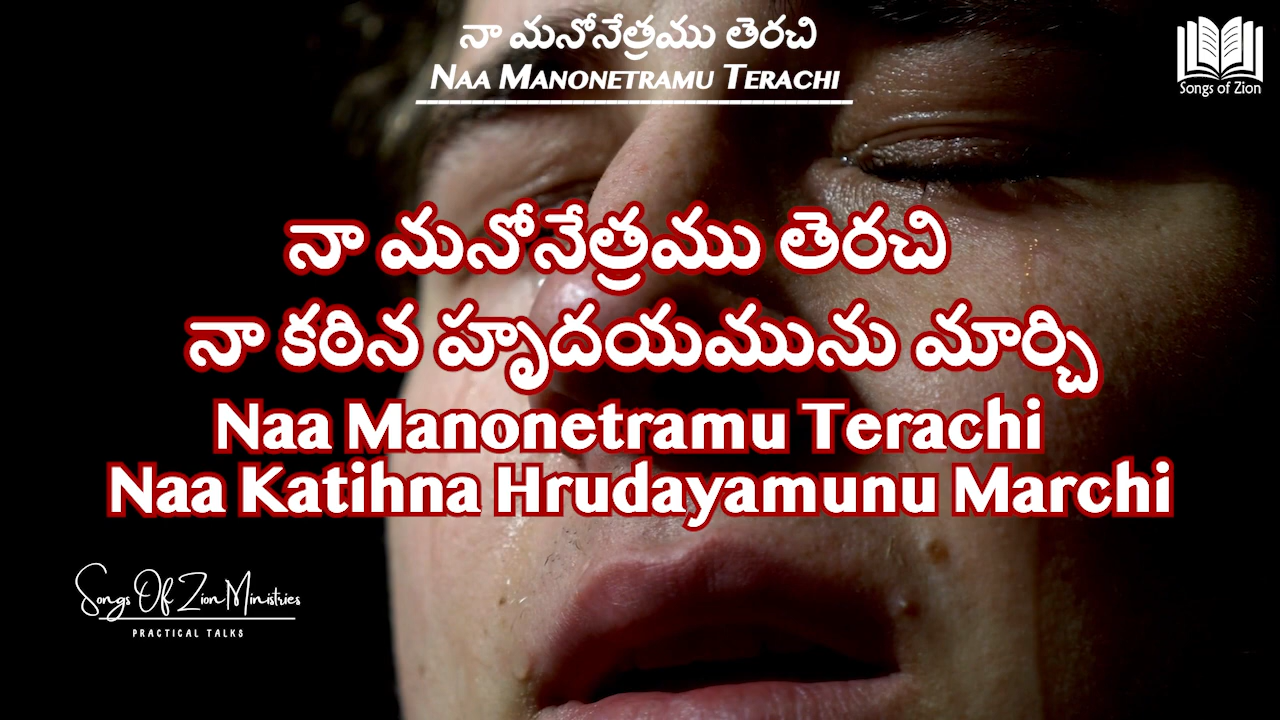 నా మనోనేత్రము తెరచి
Naa Manonetramu Terachi
Songs of Zion
నా మనోనేత్రము తెరచి
నా కఠిన హృదయమును మార్చి
Naa Manonetramu Terachi
Naa Katihna Hrudayamunu Marchi
Songs Of Zion Ministries
PRACTICAL TALKS